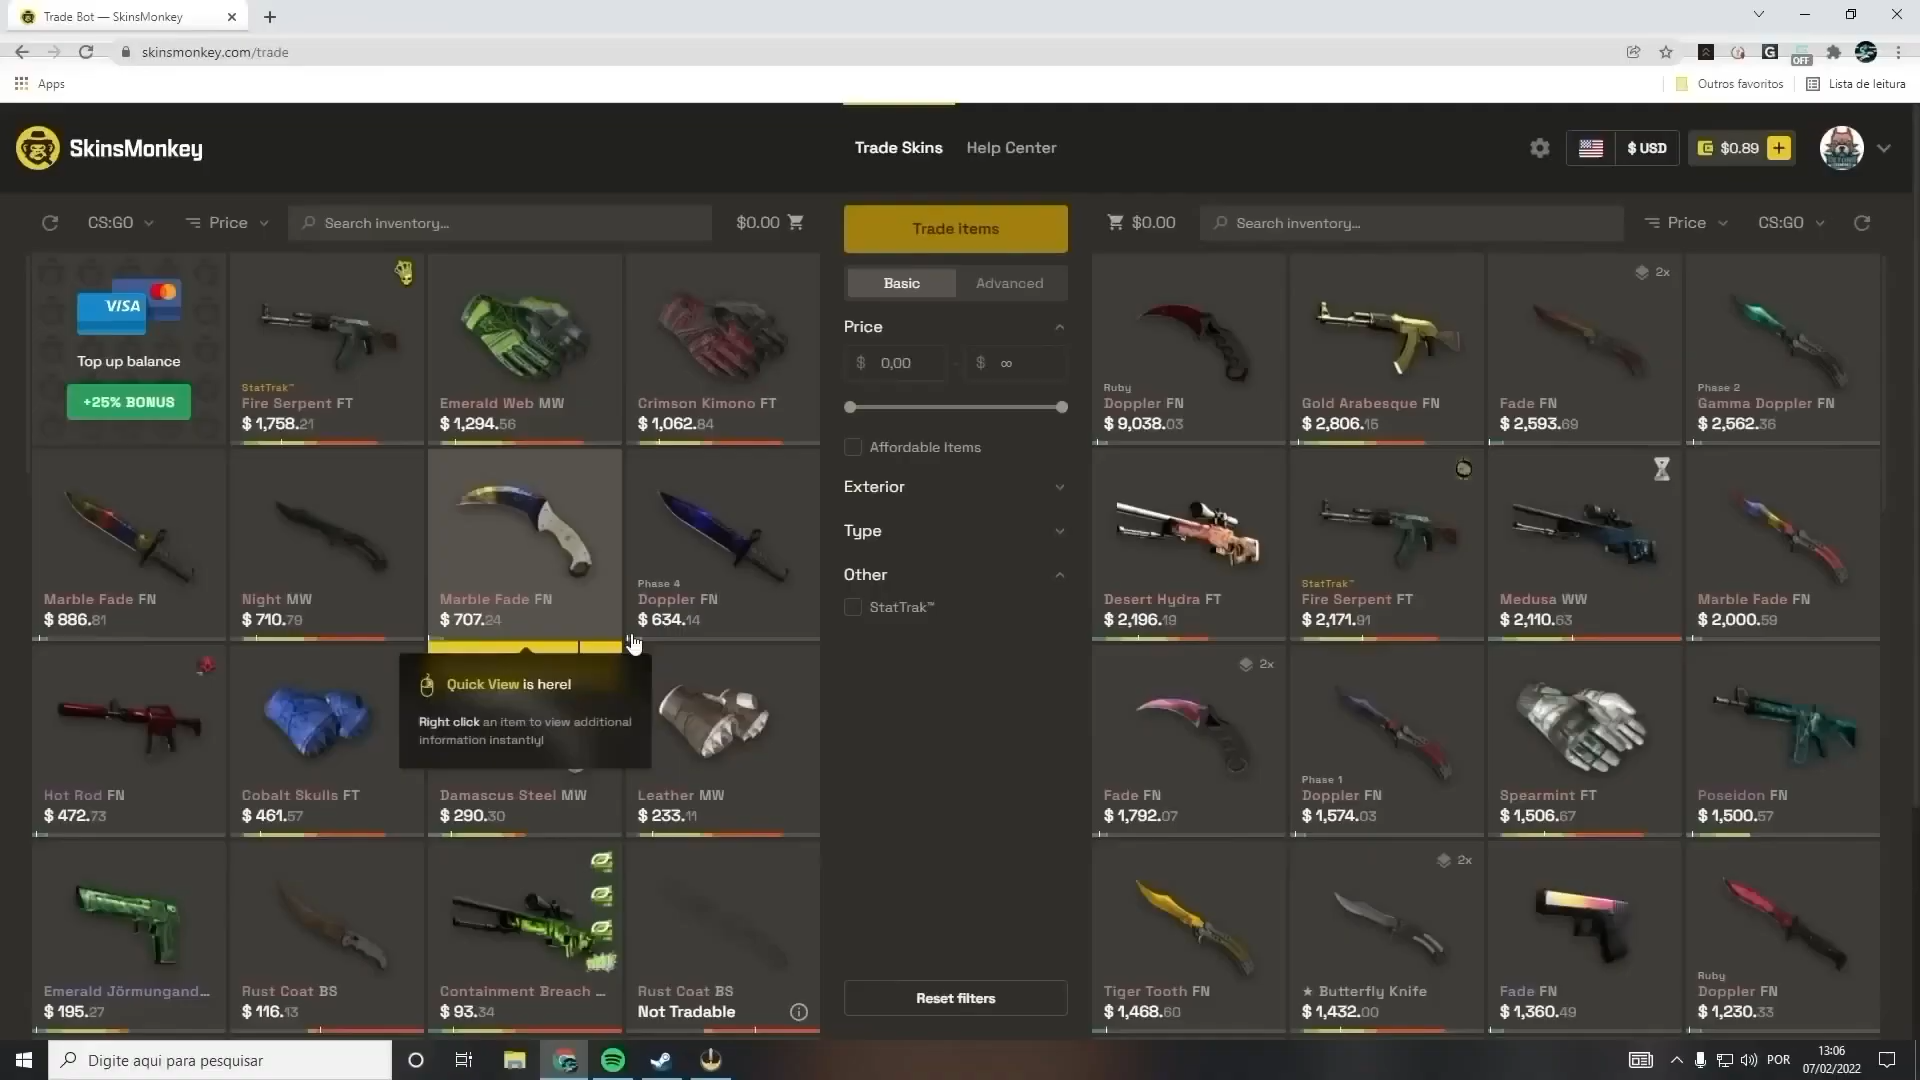 Trade Bot — SkinsMonkey
skinsmonkey.com/trade
OFF
Apps
Outros favoritos
Lista de leitura
SkinsMonkey
Trade Skins
Help Center
$ USD
$0.89
CS:GO
Price
Search inventory...
$0.00
Trade items
$0.00
Search inventory...
Price
CS:GO
VISA
Top up balance
+25% BONUS
StatTrak™
Fire Serpent FT
$ 1,758.21
Emerald Web MW
$ 1,294.56
Crimson Kimono FT
$ 1,062.84
Marble Fade FN
$ 886.81
Night MW
$ 710.79
Marble Fade FN
$ 707.24
Phase 4
Doppler FN
$ 634.14
Quick View is here!
Right click an item to view additional
information instantly!
Hot Rod FN
$ 472.73
Cobalt Skulls FT
$ 461.57
Damascus Steel MW
$ 290.30
Leather MW
$ 233.11
Emerald Jörmungand...
$ 195.27
Rust Coat BS
$ 116.13
Containment Breach ...
$ 93.34
Rust Coat BS
Not Tradable
Basic
Advanced
Price
$ 0,00 - $ ∞
Affordable Items
Exterior
Type
Other
StatTrak™
Reset filters
Ruby
Doppler FN
$ 9,038.03
Gold Arabesque FN
$ 2,806.15
2x
Fade FN
$ 2,593.69
Phase 2
Gamma Doppler FN
$ 2,562.36
Desert Hydra FT
$ 2,196.19
StatTrak™
Fire Serpent FT
$ 2,171.91
Medusa WW
$ 2,110.63
Marble Fade FN
$ 2,000.59
2x
Fade FN
$ 1,792.07
Phase 1
Doppler FN
$ 1,574.03
Spearmint FT
$ 1,506.67
Poseidon FN
$ 1,500.57
Tiger Tooth FN
$ 1,468.60
2x
★ Butterfly Knife
$ 1,432.00
Fade FN
$ 1,360.49
Ruby
Doppler FN
$ 1,230.33
Digite aqui para pesquisar
POR
13:06
07/02/2022